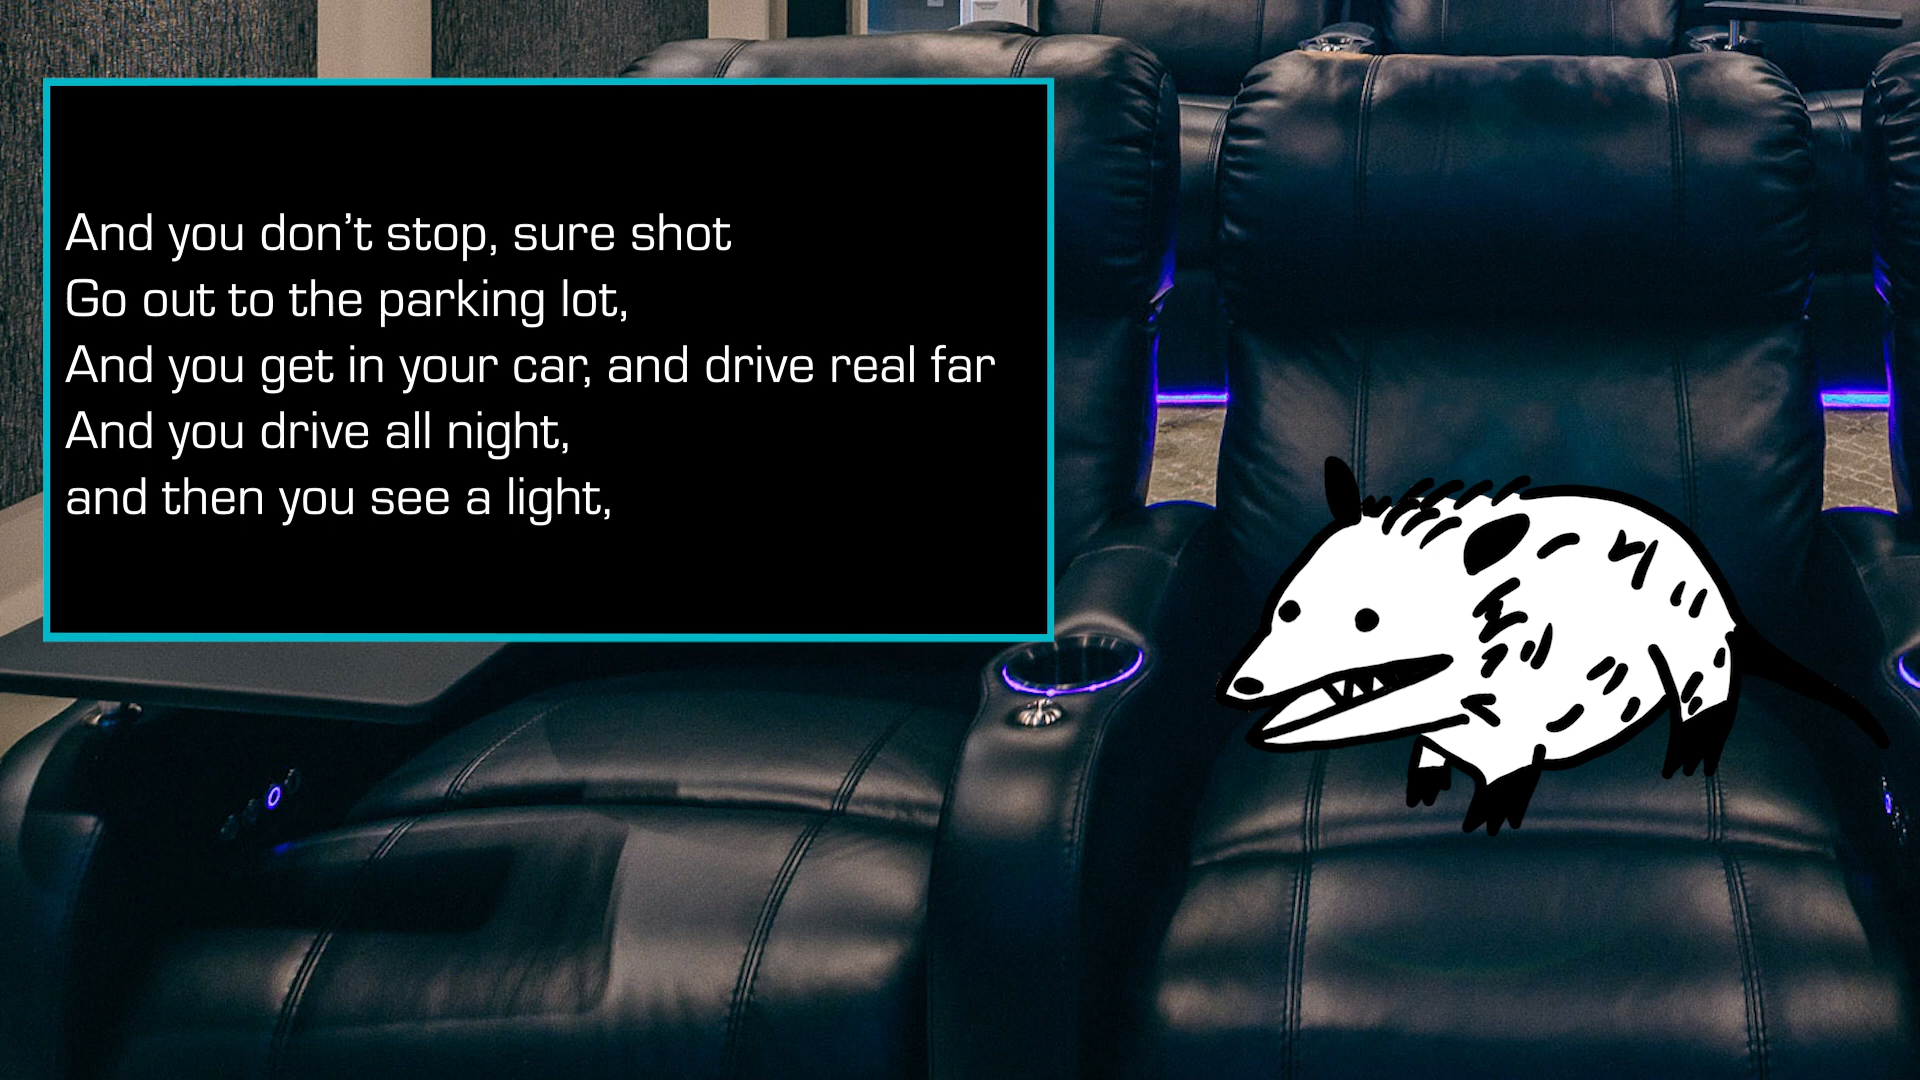 And you don’t stop, sure shot
Go out to the parking lot,
And you get in your car, and drive real far
And you drive all night,
and then you see a light,